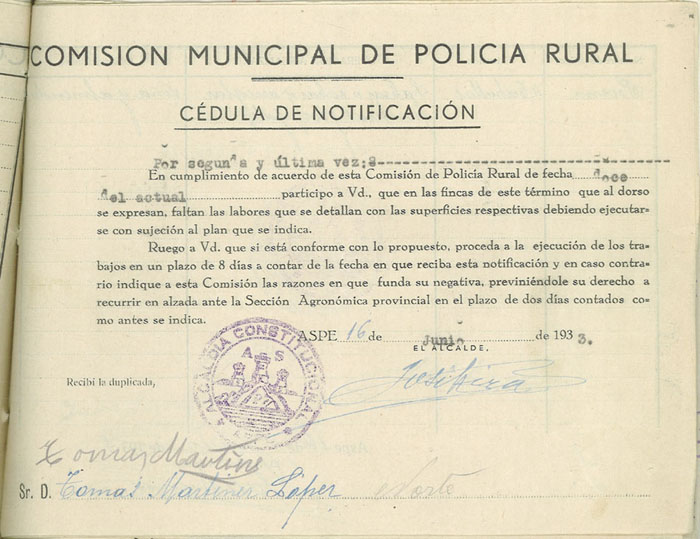 COMISION MUNICIPAL DE POLICIA RURAL
CÉDULA DE NOTIFICACIÓN
Por segunda y última vez:
En cumplimiento de acuerdo de esta Comisión de Policia Rural de fecha doce
del actual participo a Vd., que en las fincas de este término que al dorso
se expresan, faltan las labores que se detallan con las superficies respectivas debiendo ejecutar-
se con sujeción al plan que se indica.
Ruego a Vd. que si está conforme con lo propuesto, proceda a la ejecución de los tra-
bajos en un plazo de 8 días a contar de la fecha en que reciba esta notificación y en caso contra-
rio indique a esta Comisión las razones en que funda su negativa, previniéndole su derecho a
recurrir en alzada ante la Sección Agronómica provincial en el plazo de dos días contados co-
mo antes se indica.
ASPE 16 de Junio de 1933.
EL ALCALDE,
ALCALDIA CONSTITUCIONAL
A S
Recibí la duplicada,
Tomas Martine
Sr. D. Tomas Martinez López Norte